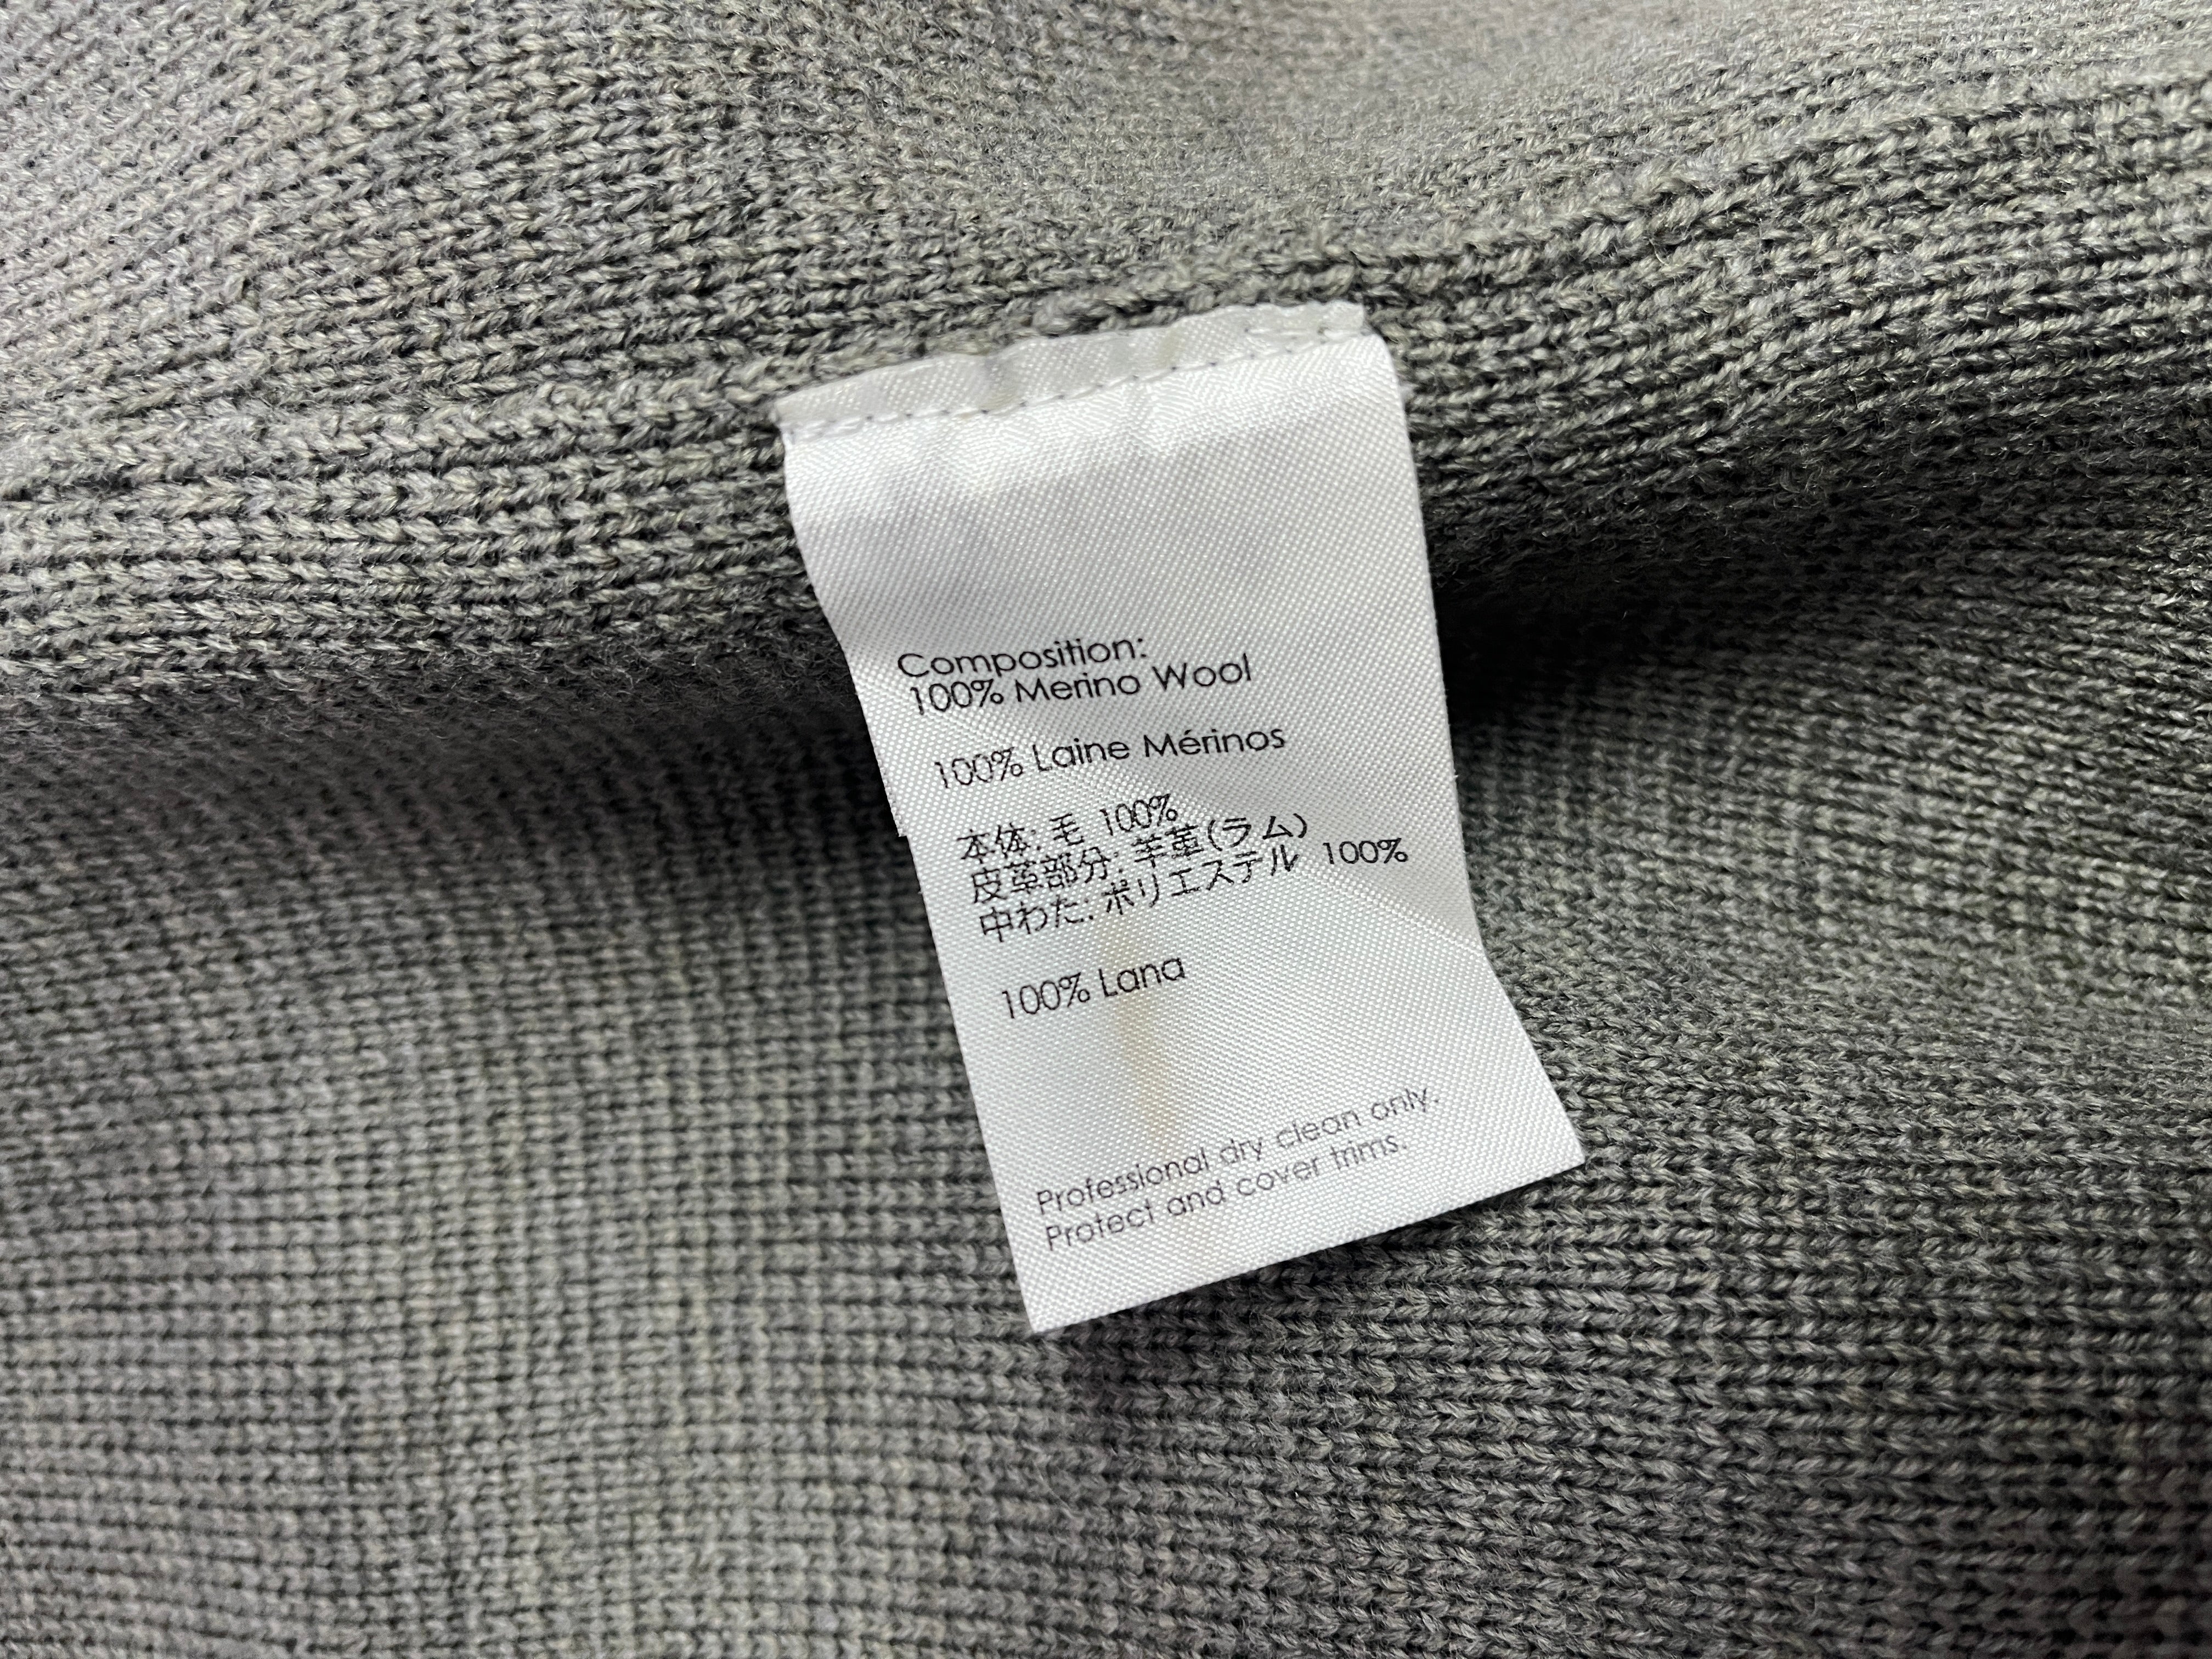 Composition:
100% Merino Wool
100% Laine Mérinos
本体: 毛 100%
皮革部分: 羊革(ラム)
中わた: ポリエステル 100%
100% Lana
Professional dry clean only.
Protect and cover trims.